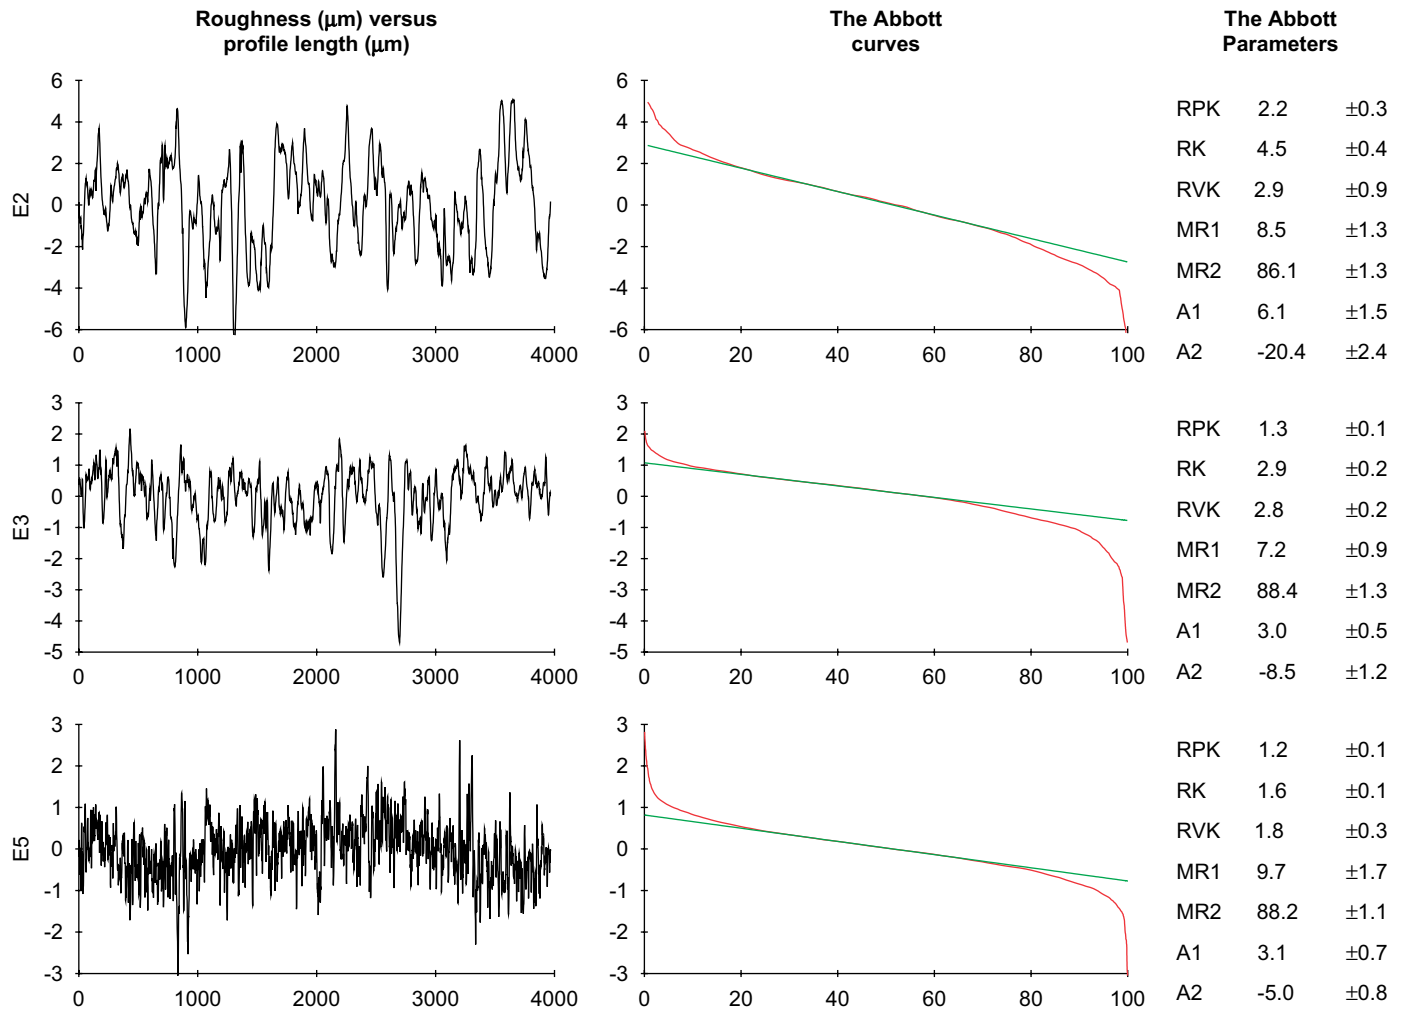 Roughness (μm) versus
profile length (μm)
The Abbott
curves
The Abbott
Parameters
E2
6
4
2
0
-2
-4
-6
0 1000 2000 3000 4000
6
4
2
0
-2
-4
-6
0 20 40 60 80 100
RPK 2.2 ±0.3
RK 4.5 ±0.4
RVK 2.9 ±0.9
MR1 8.5 ±1.3
MR2 86.1 ±1.3
A1 6.1 ±1.5
A2 -20.4 ±2.4
E3
3
2
1
0
-1
-2
-3
-4
-5
0 1000 2000 3000 4000
3
2
1
0
-1
-2
-3
-4
-5
0 20 40 60 80 100
RPK 1.3 ±0.1
RK 2.9 ±0.2
RVK 2.8 ±0.2
MR1 7.2 ±0.9
MR2 88.4 ±1.3
A1 3.0 ±0.5
A2 -8.5 ±1.2
E5
3
2
1
0
-1
-2
-3
0 1000 2000 3000 4000
3
2
1
0
-1
-2
-3
0 20 40 60 80 100
RPK 1.2 ±0.1
RK 1.6 ±0.1
RVK 1.8 ±0.3
MR1 9.7 ±1.7
MR2 88.2 ±1.1
A1 3.1 ±0.7
A2 -5.0 ±0.8